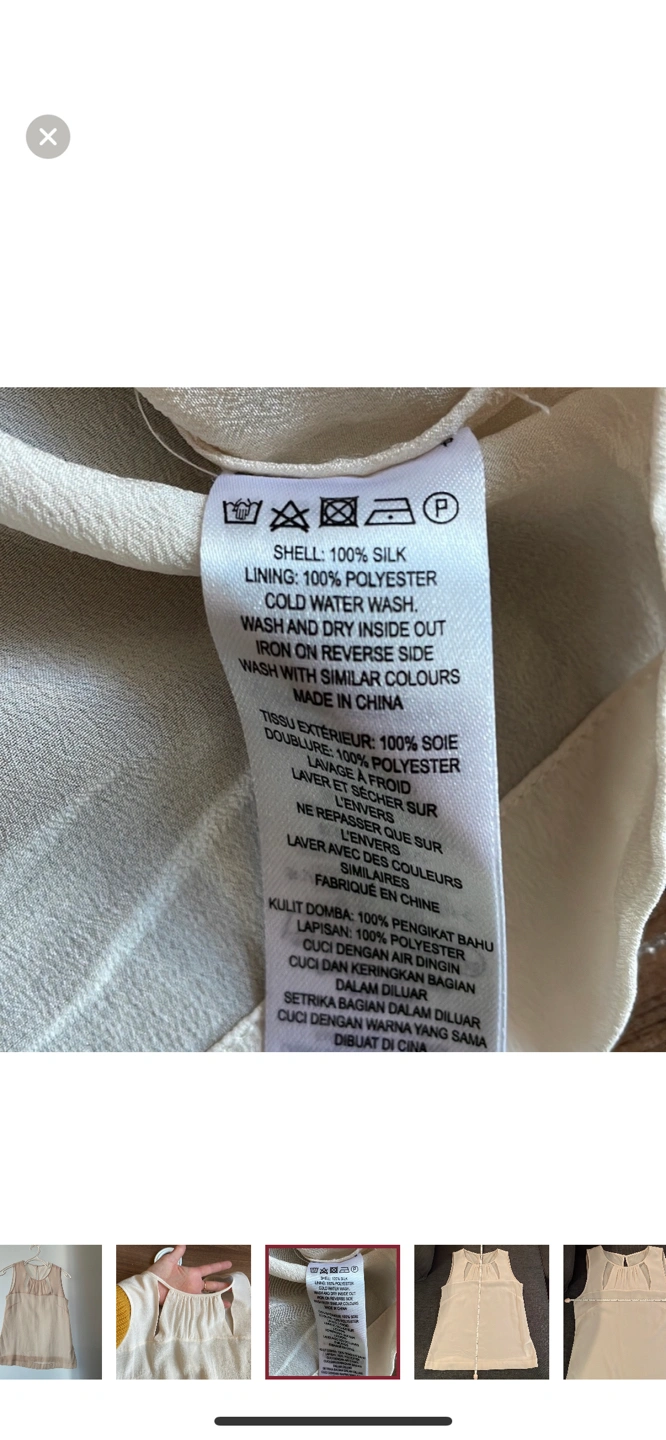 P
SHELL: 100% SILK
LINING: 100% POLYESTER
COLD WATER WASH.
WASH AND DRY INSIDE OUT
IRON ON REVERSE SIDE
WASH WITH SIMILAR COLOURS
MADE IN CHINA
TISSU EXTÉRIEUR: 100% SOIE
DOUBLURE: 100% POLYESTER
LAVAGE À FROID
LAVER ET SÉCHER SUR
L'ENVERS
NE REPASSER QUE SUR
L'ENVERS
LAVER AVEC DES COULEURS
SIMILAIRES
FABRIQUÉ EN CHINE
KULIT DOMBA: 100% PENGIKAT BAHU
LAPISAN: 100% POLYESTER
CUCI DENGAN AIR DINGIN
CUCI DAN KERINGKAN BAGIAN
DALAM DILUAR
SETRIKA BAGIAN DALAM DILUAR
CUCI DENGAN WARNA YANG SAMA
DIBUAT DI CINA